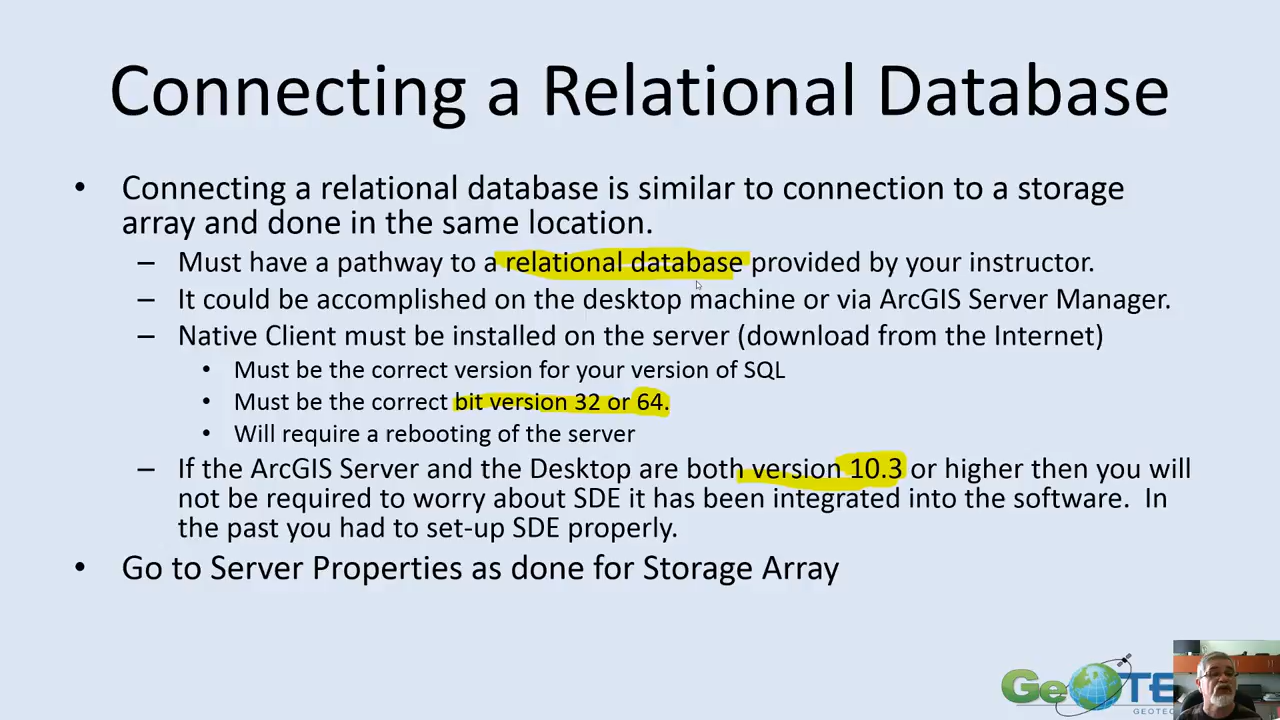 Connecting a Relational Database
• Connecting a relational database is similar to connection to a storage
array and done in the same location.
– Must have a pathway to a relational database provided by your instructor.
– It could be accomplished on the desktop machine or via ArcGIS Server Manager.
– Native Client must be installed on the server (download from the Internet)
• Must be the correct version for your version of SQL
• Must be the correct bit version 32 or 64.
• Will require a rebooting of the server
– If the ArcGIS Server and the Desktop are both version 10.3 or higher then you will
not be required to worry about SDE it has been integrated into the software. In
the past you had to set-up SDE properly.
• Go to Server Properties as done for Storage Array
GeoTE
GEOTEC